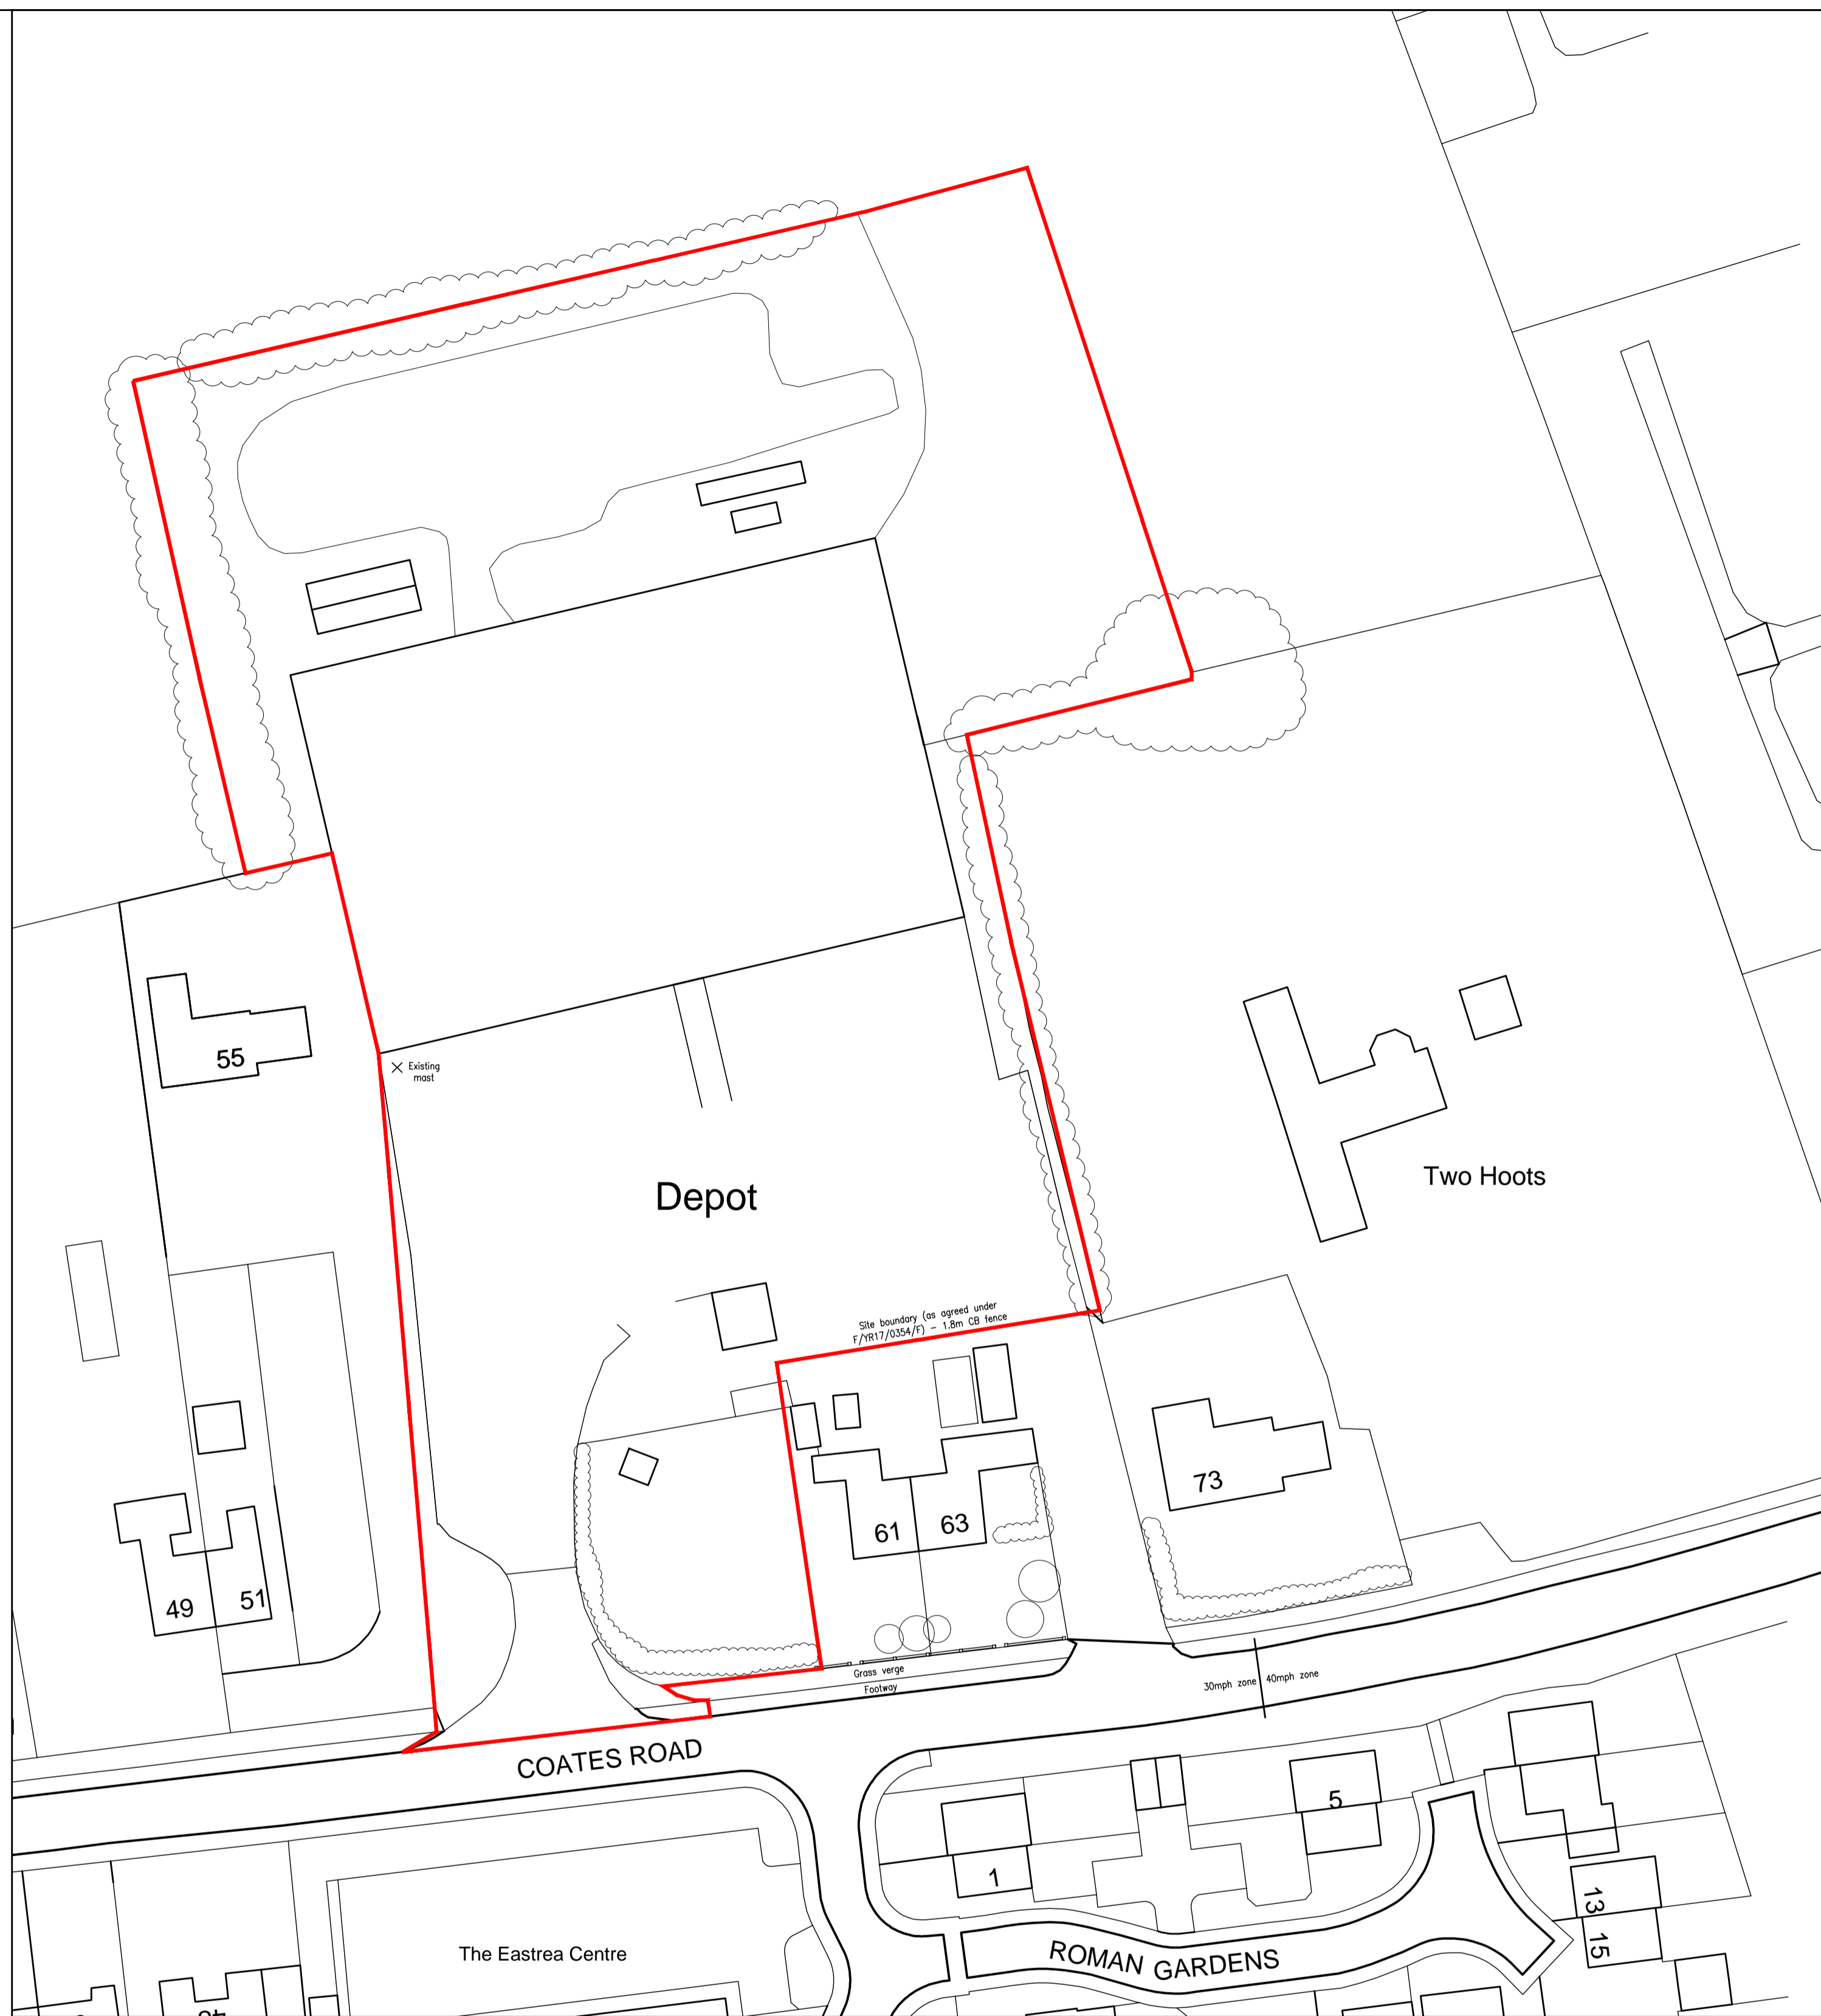 55
Existing
mast
Depot
Two Hoots
Site boundary (as agreed under
F/YR17/0354/F) – 1.8m CB fence
73
61
63
49
51
Grass verge
Footway
30mph zone
40mph zone
COATES ROAD
5
1
13
15
The Eastrea Centre
ROMAN GARDENS